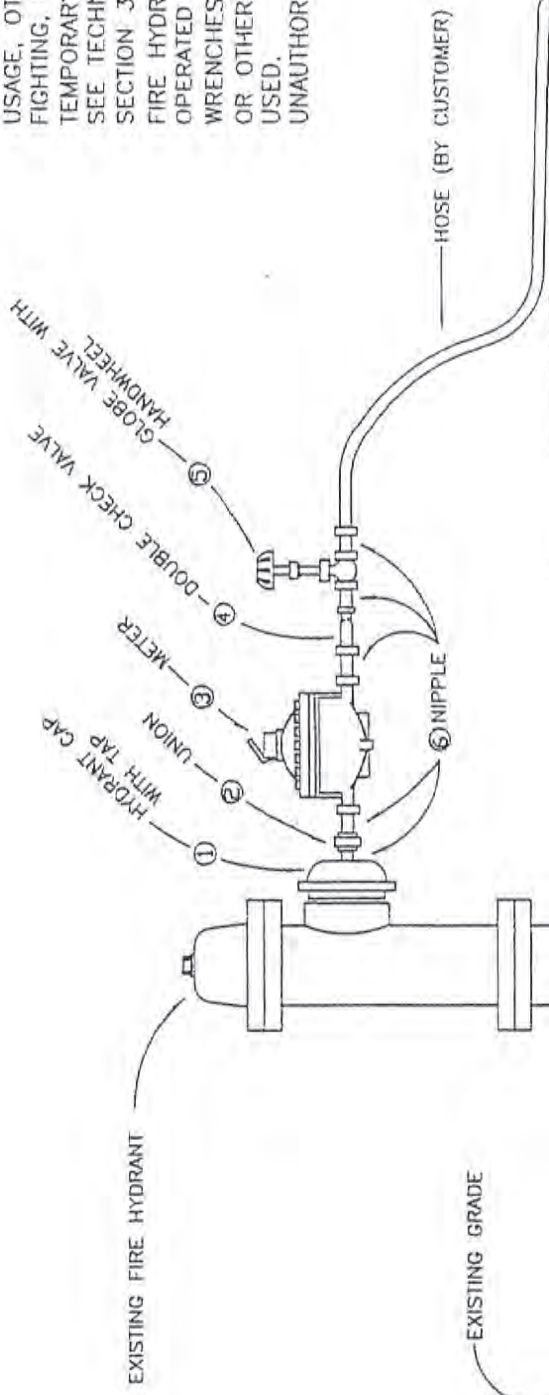 USAGE, OT
FIGHTING,
TEMPORARY
SEE TECHN
SECTION 3
FIRE HYDR
OPERATED
WRENCHES
OR OTHER
USED.
UNAUTHOR
GLOBE VALVE WITH
HANDWHEEL
⑤
DOUBLE CHECK VALVE
④
METER
③
UNION
②
HYDRANT CAP
WITH TAP
①
⑥ NIPPLE
HOSE (BY CUSTOMER)
EXISTING FIRE HYDRANT
EXISTING GRADE